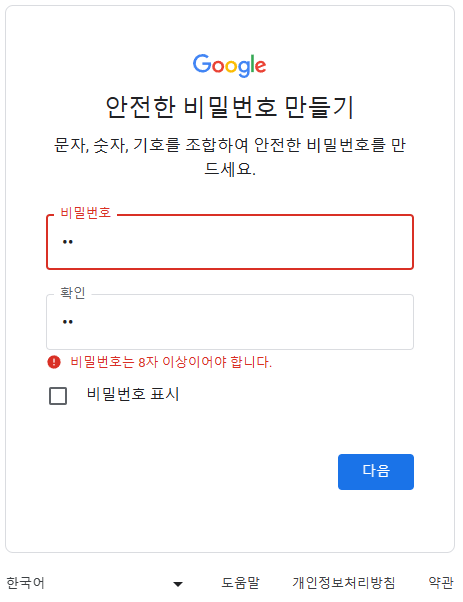 Google
안전한 비밀번호 만들기
문자, 숫자, 기호를 조합하여 안전한 비밀번호를 만
드세요.
비밀번호
••
확인
••
비밀번호는 8자 이상이어야 합니다.
비밀번호 표시
다음
한국어 도움말 개인정보처리방침 약관